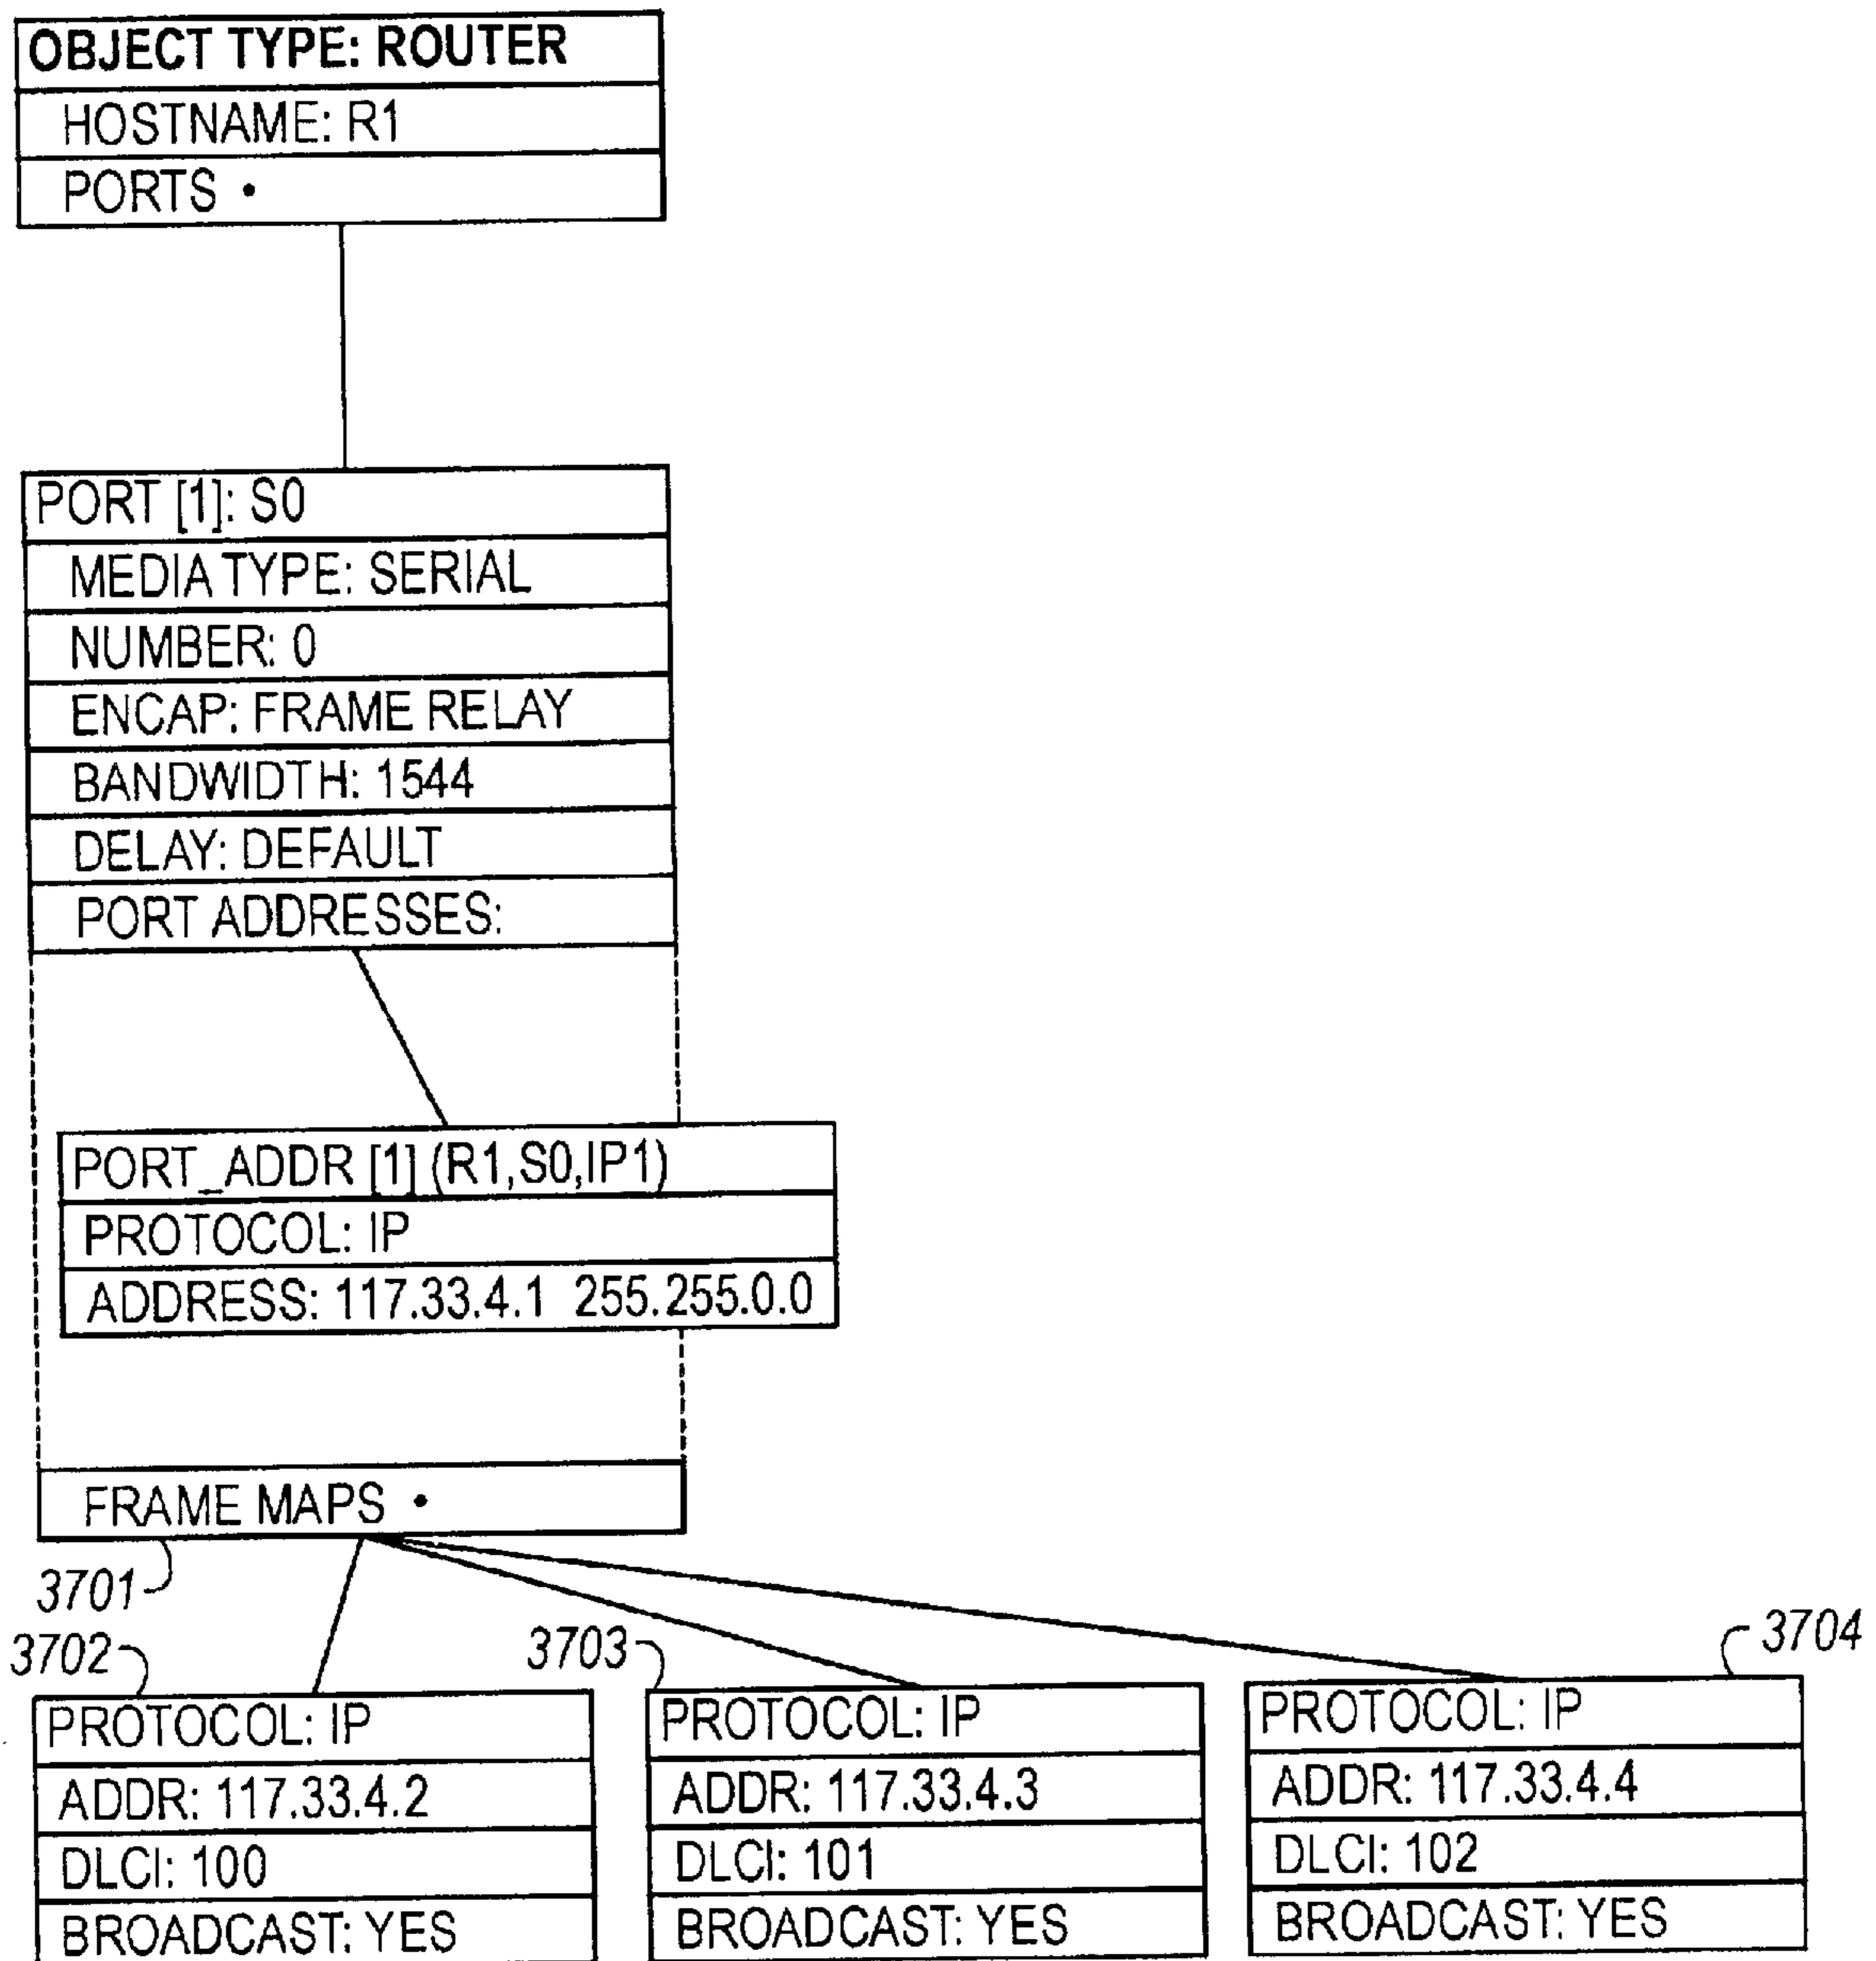 OBJECT TYPE: ROUTER
HOSTNAME: R1
PORTS •
PORT [1]: S0
MEDIA TYPE: SERIAL
NUMBER: 0
ENCAP: FRAME RELAY
BANDWIDTH: 1544
DELAY: DEFAULT
PORT ADDRESSES:
PORT_ADDR [1] (R1,S0,IP1)
PROTOCOL: IP
ADDRESS: 117.33.4.1 255.255.0.0
FRAME MAPS •
3701
3702
3703
3704
PROTOCOL: IP
ADDR: 117.33.4.2
DLCI: 100
BROADCAST: YES
PROTOCOL: IP
ADDR: 117.33.4.3
DLCI: 101
BROADCAST: YES
PROTOCOL: IP
ADDR: 117.33.4.4
DLCI: 102
BROADCAST: YES